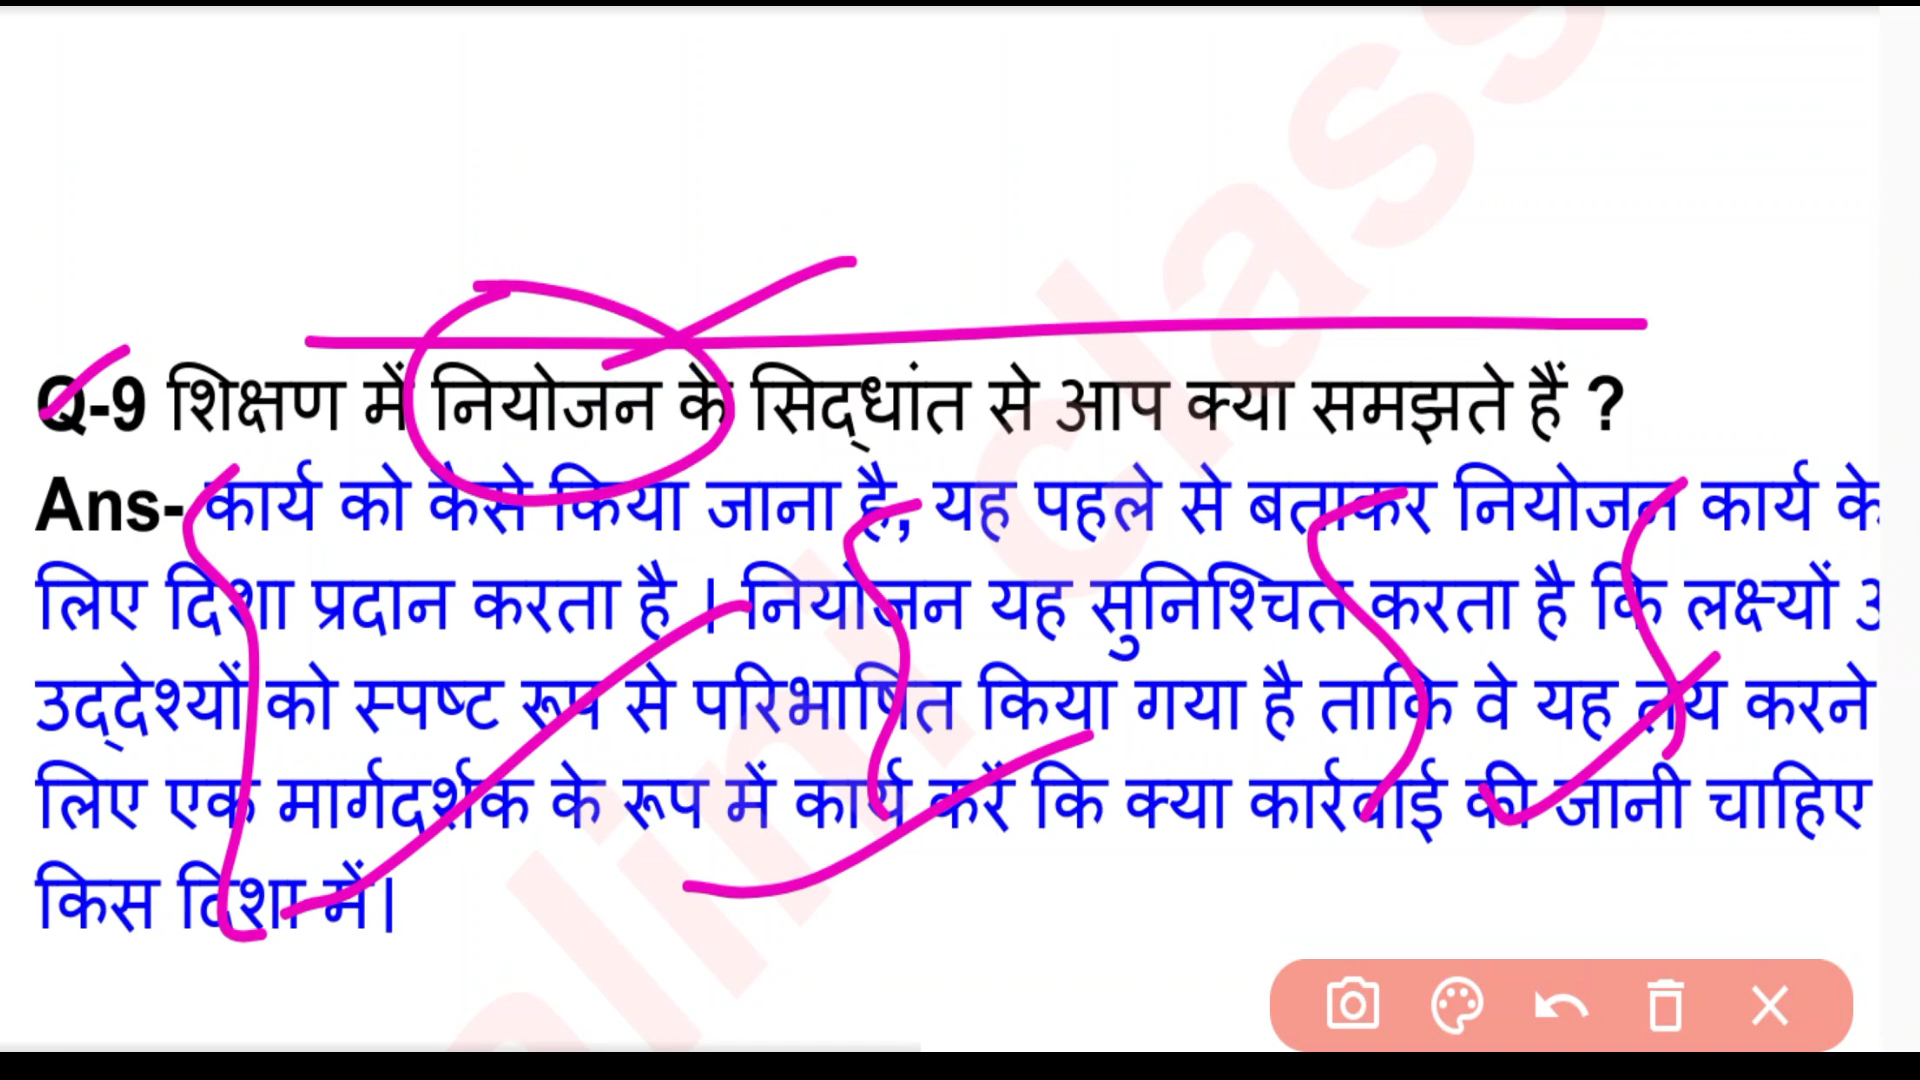 Q-9 शिक्षण में नियोजन के सिद्धांत से आप क्या समझते हैं ?
Ans- कार्य को कैसे किया जाना है, यह पहले से बताकर नियोजन कार्य के
लिए दिशा प्रदान करता है । नियोजन यह सुनिश्चित करता है कि लक्ष्यों
उद्देश्यों को स्पष्ट रूप से परिभाषित किया गया है ताकि वे यह तय करने
लिए एक मार्गदर्शक के रूप में कार्य करें कि क्या कार्रवाई की जानी चाहिए
किस दिशा में।
class